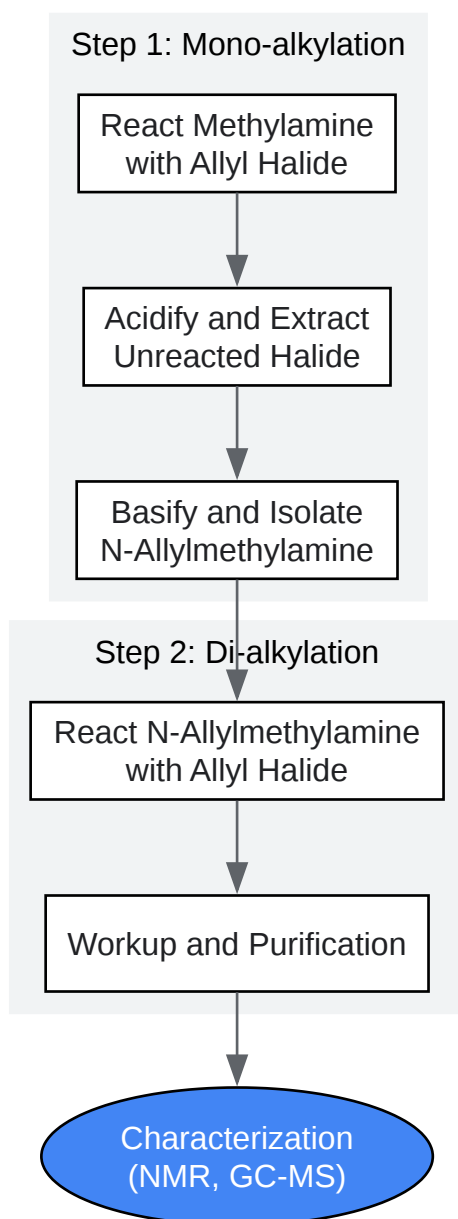 Step 1: Mono-alkylation
React Methylamine
with Allyl Halide
Acidify and Extract
Unreacted Halide
Basify and Isolate
N-Allylmethylamine
Step 2: Di-alkylation
React N-Allylmethylamine
with Allyl Halide
Workup and Purification
Characterization
(NMR, GC-MS)